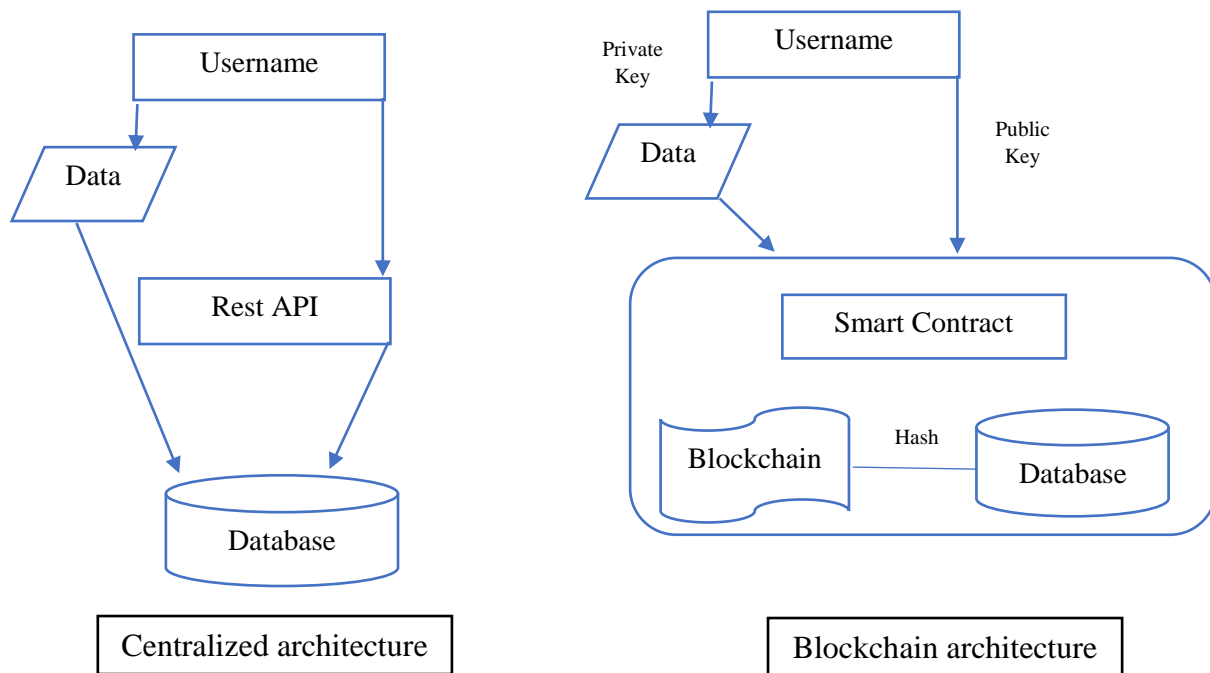 Username
Data
Rest API
Database
Centralized architecture
Username
Private
Key
Data
Public
Key
Smart Contract
Blockchain
Hash
Database
Blockchain architecture